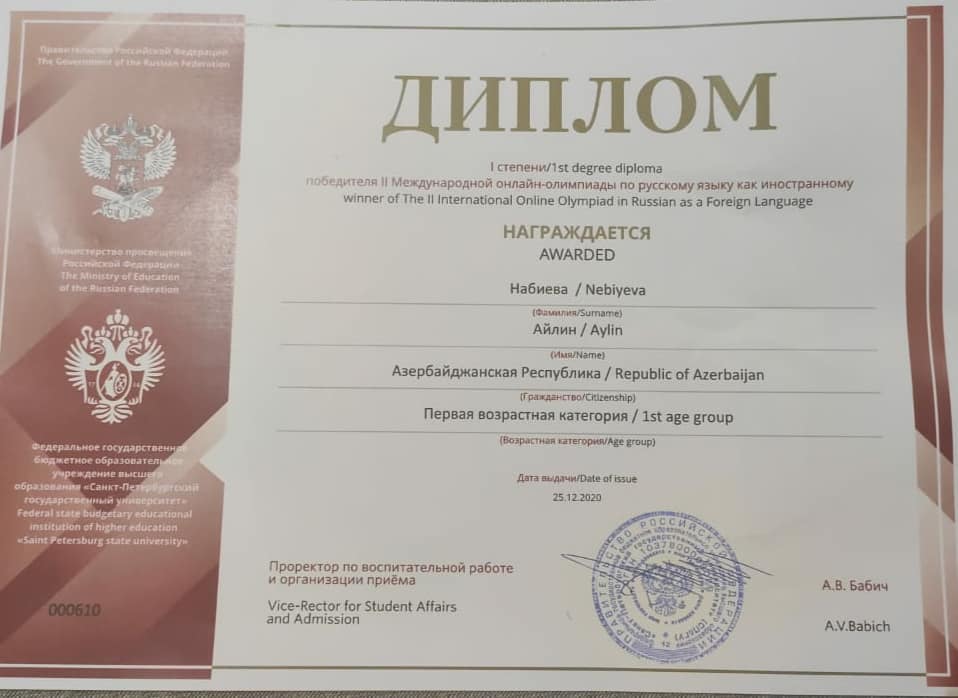 Правительство Российской Федерации
The Government of the Russian Federation
Министерство просвещения
Российской Федерации
The Ministry of Education
of the Russian Federation
Федеральное государственное
бюджетное образовательное
учреждение высшего
образования «Санкт-Петербургский
государственный университет»
Federal state budgetary educational
institution of higher education
«Saint Petersburg state university»
000610
ДИПЛОМ
I степени/1st degree diploma
победителя II Международной онлайн-олимпиады по русскому языку как иностранному
winner of The II International Online Olympiad in Russian as a Foreign Language
НАГРАЖДАЕТСЯ
AWARDED
Набиева / Nebiyeva
(Фамилия/Surname)
Айлин / Aylin
(Имя/Name)
Азербайджанская Республика / Republic of Azerbaijan
(Гражданство/Citizenship)
Первая возрастная категория / 1st age group
(Возрастная категория/Age group)
Дата выдачи/Date of issue
25.12.2020
Проректор по воспитательной работе
и организации приёма
Vice-Rector for Student Affairs
and Admission
А.В. Бабич
A.V.Babich
ПРАВИТЕЛЬСТВО РОССИЙСКОЙ ФЕДЕРАЦИИ